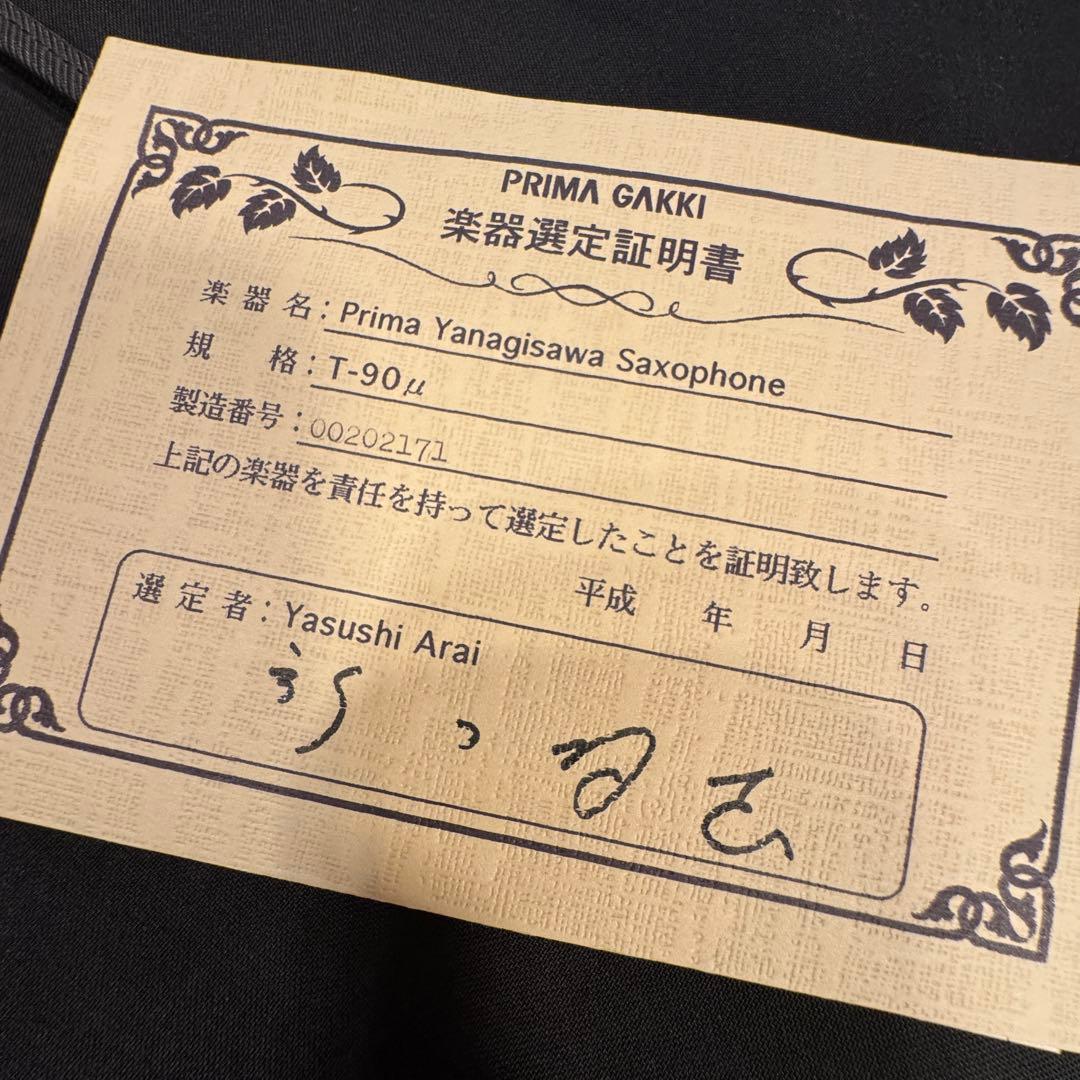 PRIMA GAKKI
楽器選定証明書
楽器名：Prima Yanagisawa Saxophone
規格：T-90μ
製造番号：00202171
上記の楽器を責任を持って選定したことを証明致します。
平成 年 月 日
選定者：Yasushi Arai